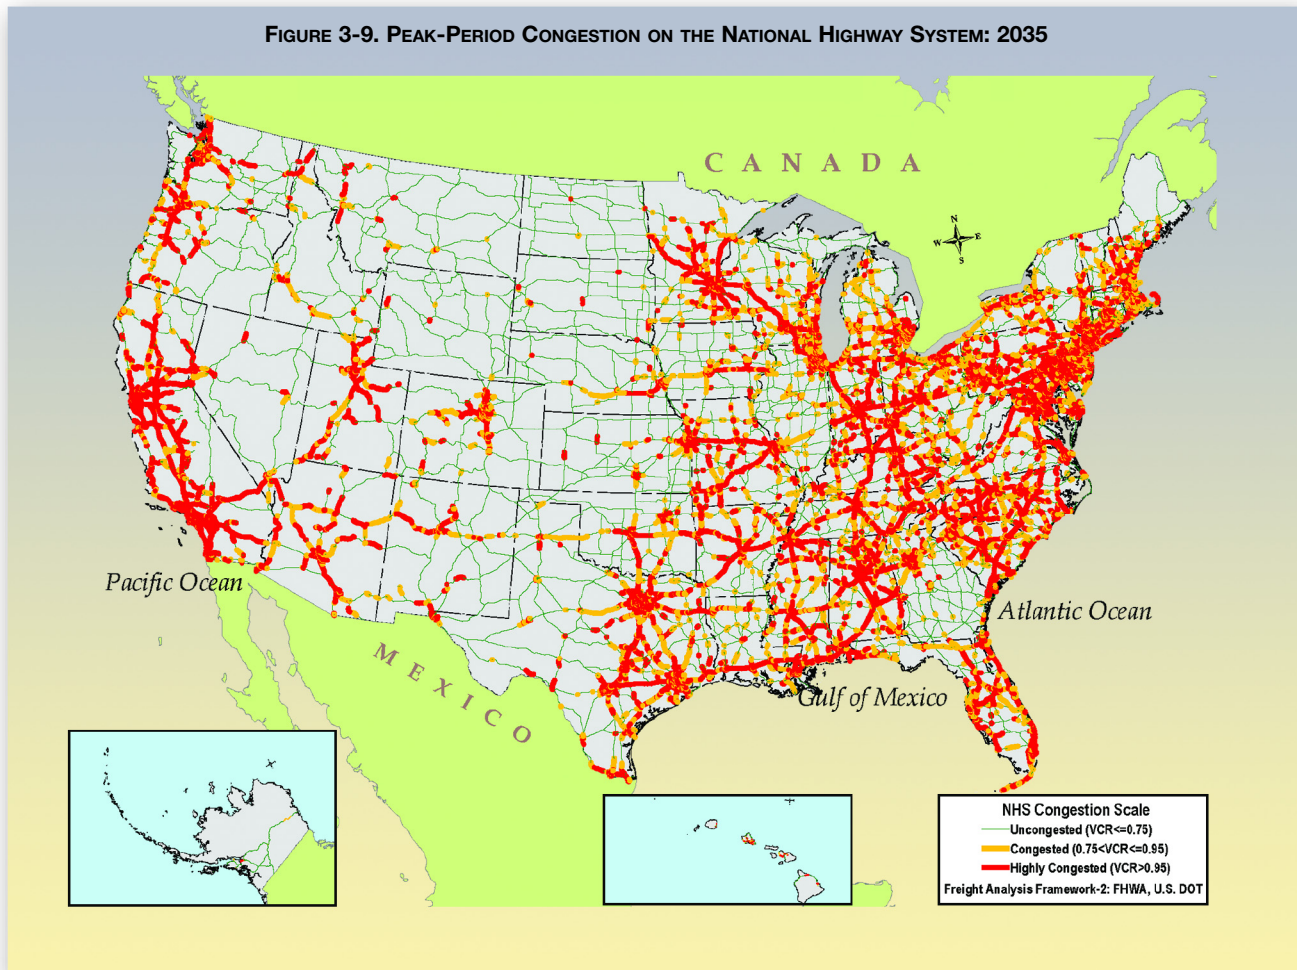 FIGURE 3-9. PEAK-PERIOD CONGESTION ON THE NATIONAL HIGHWAY SYSTEM: 2035
CANADA
N
W E
S
Pacific Ocean
Atlantic Ocean
MEXICO
Gulf of Mexico
NHS Congestion Scale
Uncongested (VCR<=0.75)
Congested (0.75<VCR<=0.95)
Highly Congested (VCR>0.95)
Freight Analysis Framework-2: FHWA, U.S. DOT